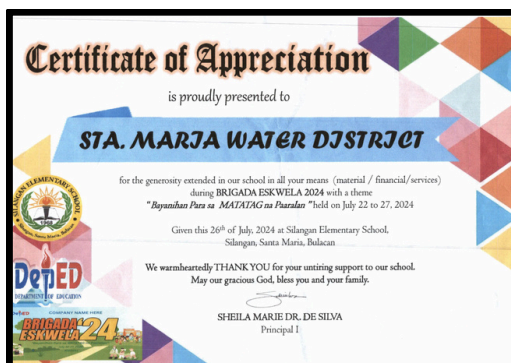 Certificate of Appreciation
is proudly presented to
STA. MARIA WATER DISTRICT
for the generosity extended in our school in all your means (material / financial/services)
during BRIGADA ESKWELA 2024 with a theme
"Bayanihan Para sa MATATAG na Paaralan "held on July 22 to 27, 2024
Given this 26th of July, 2024 at Silangan Elementary School,
Silangan, Santa Maria, Bulacan
We warmheartedly THANK YOU for your untiring support to our school.
May our gracious God, bless you and your family.
SHEILA MARIE DR. DE SILVA
Principal I
SILANGAN ELEMENTARY SCHOOL
1968
Silangan, Santa Maria, Bulacan
DepED
DEPARTMENT OF EDUCATION
COMPANY NAME HERE
BRIGADA '24
ESKWELA